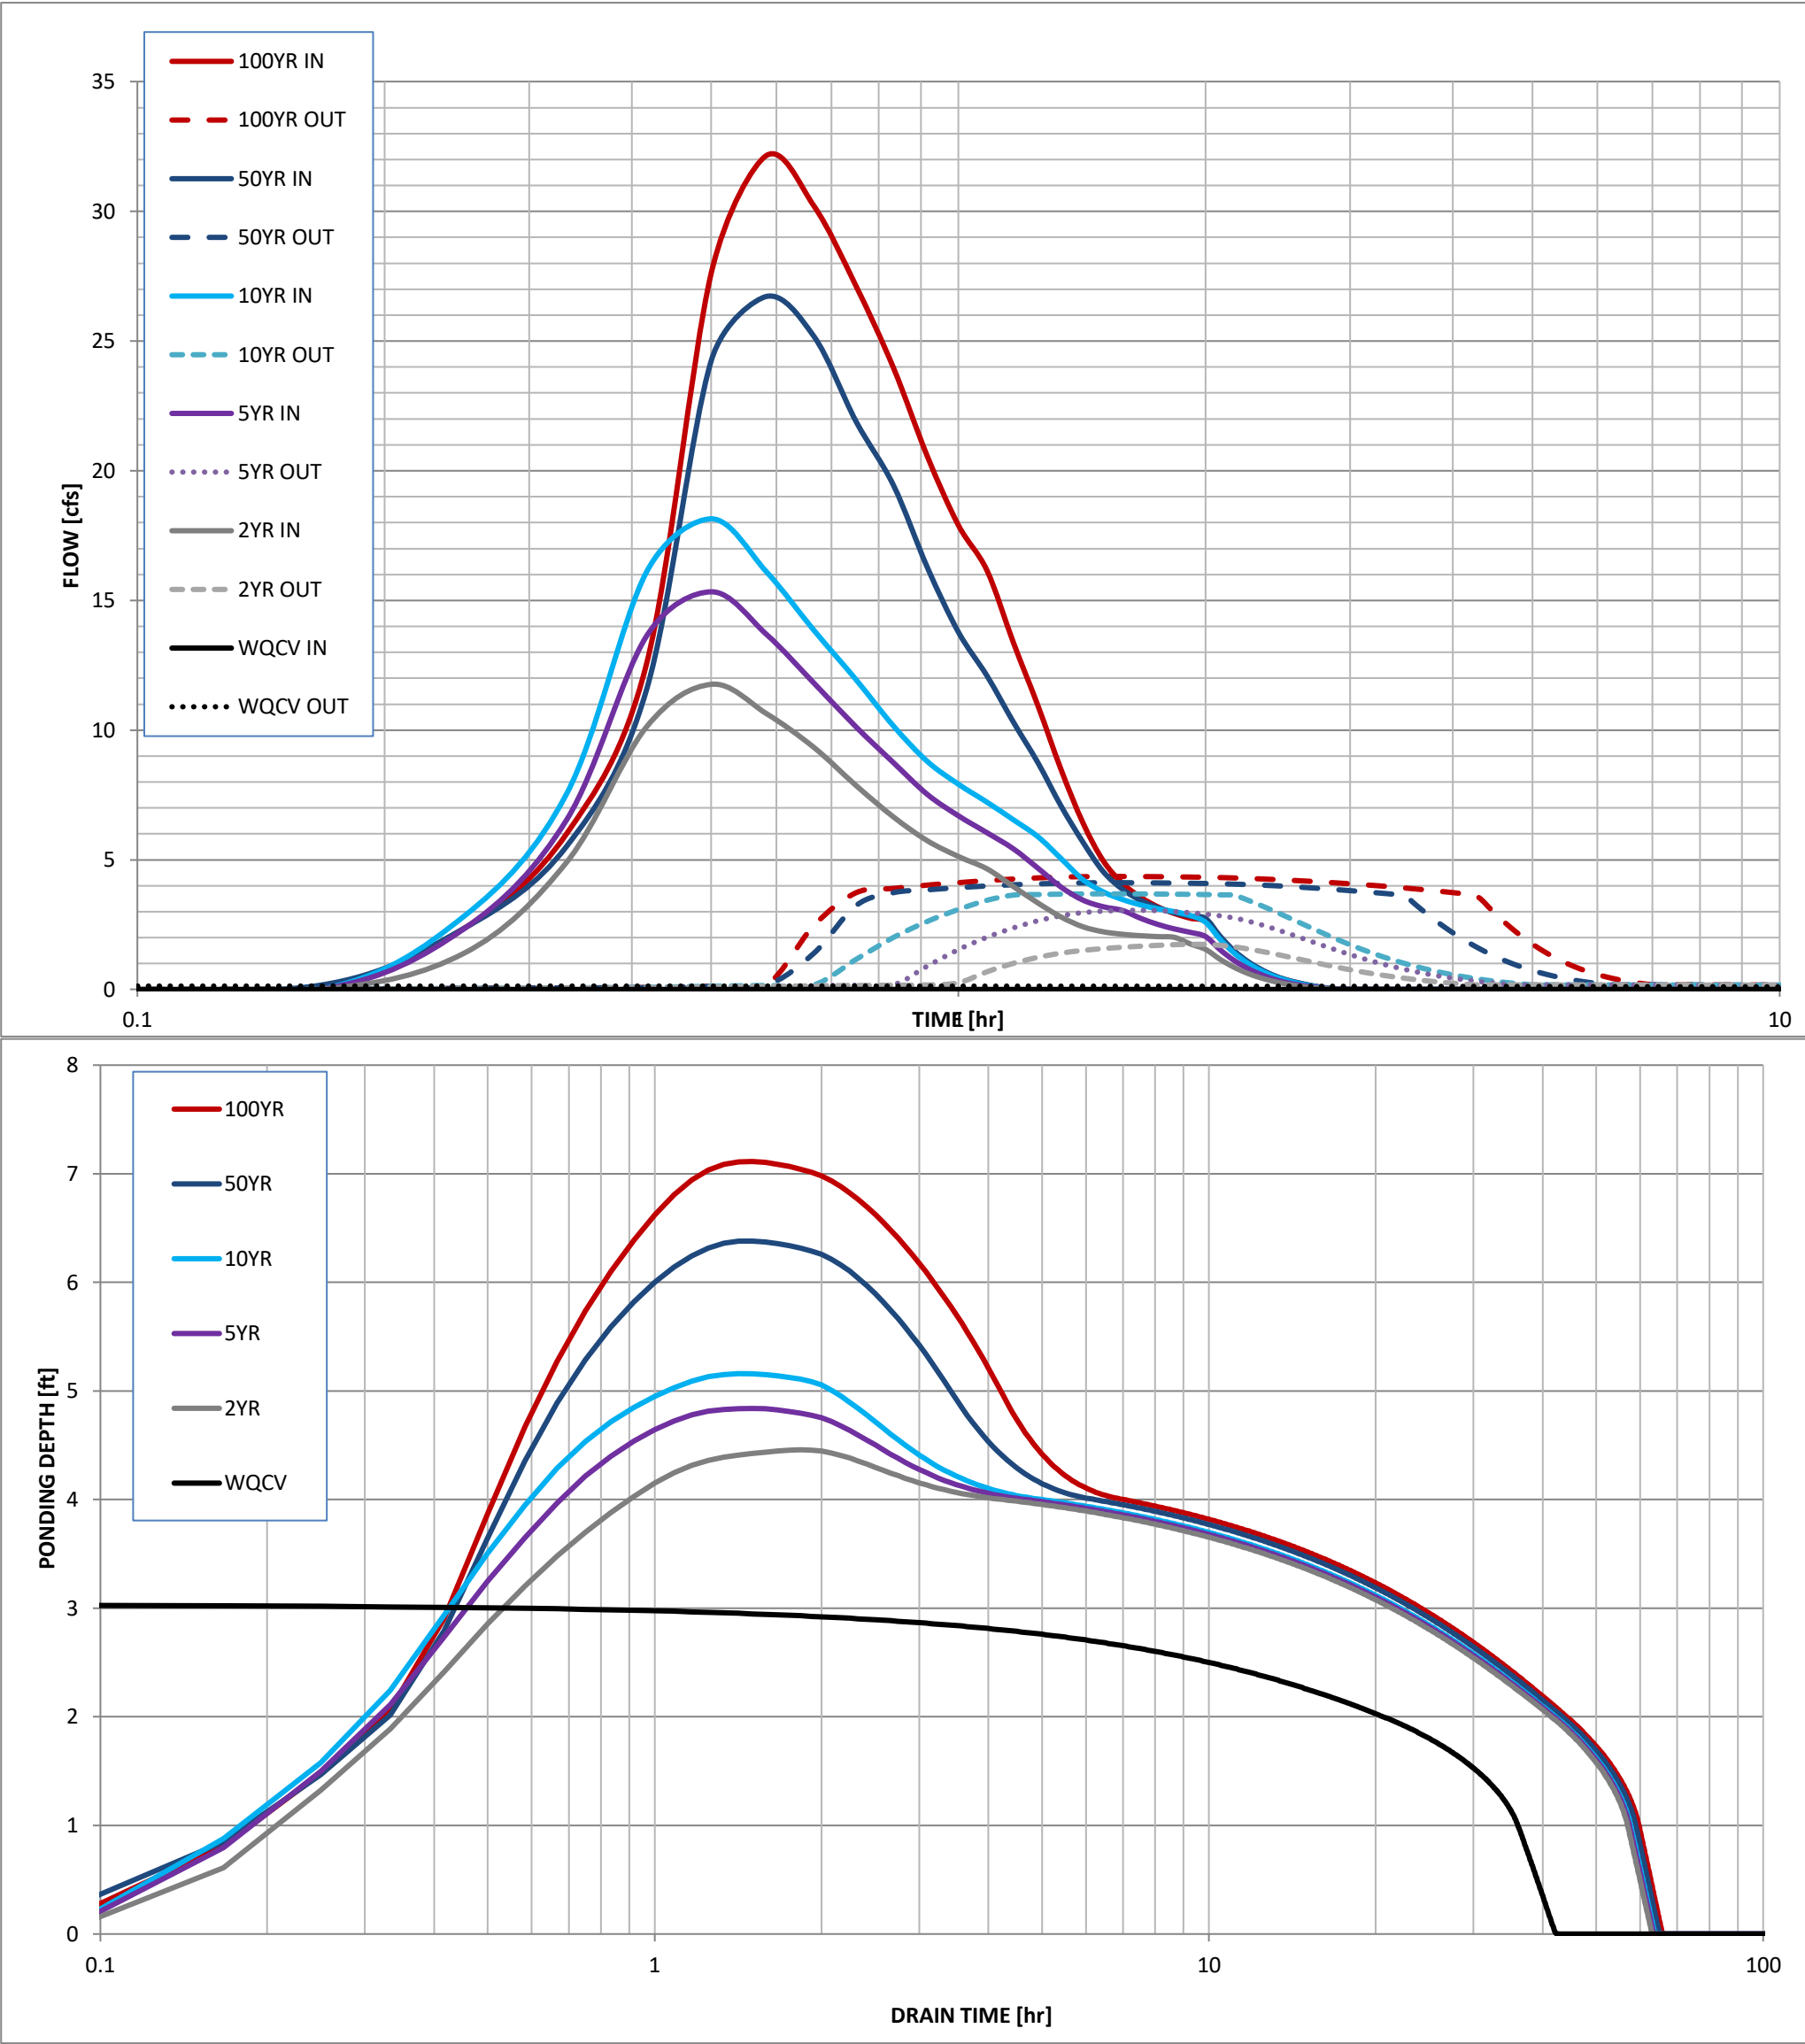 100YR IN
100YR OUT
50YR IN
50YR OUT
10YR IN
10YR OUT
5YR IN
5YR OUT
2YR IN
2YR OUT
WQCV IN
WQCV OUT
35
30
25
20
15
10
5
0
FLOW [cfs]
0.1
1
10
TIME [hr]
100YR
50YR
10YR
5YR
2YR
WQCV
8
7
6
5
4
3
2
1
0
PONDING DEPTH [ft]
0.1
1
10
100
DRAIN TIME [hr]